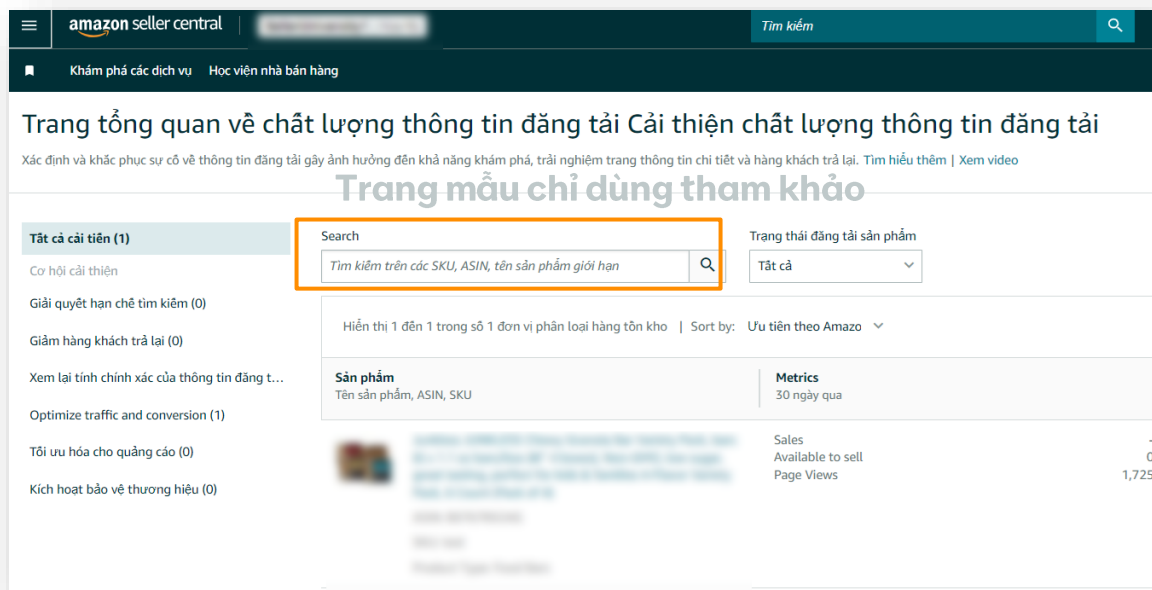 amazon seller central
Tìm kiếm
Khám phá các dịch vụ Học viện nhà bán hàng
Trang tổng quan về chất lượng thông tin đăng tải Cải thiện chất lượng thông tin đăng tải
Xác định và khắc phục sự cố về thông tin đăng tải gây ảnh hưởng đến khả năng khám phá, trải nghiệm trang thông tin chi tiết và hàng khách trả lại. Tìm hiểu thêm | Xem video
Trang mẫu chỉ dùng tham khảo
Tất cả cải tiến (1)
Cơ hội cải thiện
Giải quyết hạn chế tìm kiếm (0)
Giảm hàng khách trả lại (0)
Xem lại tính chính xác của thông tin đăng t...
Optimize traffic and conversion (1)
Tối ưu hóa cho quảng cáo (0)
Kích hoạt bảo vệ thương hiệu (0)
Search
Tìm kiếm trên các SKU, ASIN, tên sản phẩm giới hạn
Trạng thái đăng tải sản phẩm
Tất cả
Hiển thị 1 đến 1 trong số 1 đơn vị phân loại hàng tồn kho | Sort by: Ưu tiên theo Amazo
Sản phẩm
Tên sản phẩm, ASIN, SKU
Metrics
30 ngày qua
Sales -
Available to sell 0
Page Views 1,725